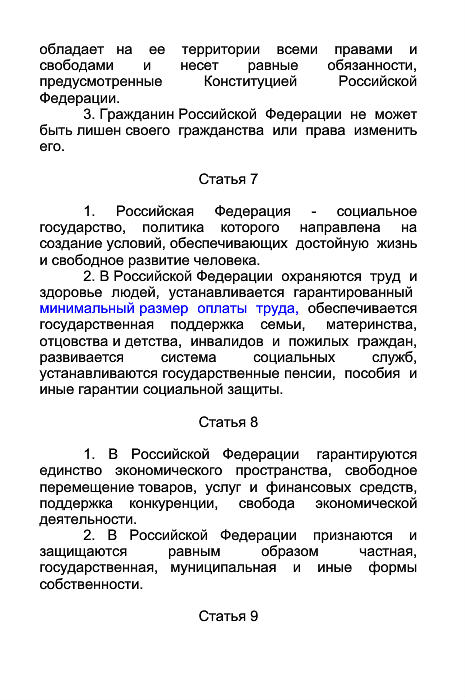 обладает на ее территории всеми правами и
свободами и несет равные обязанности,
предусмотренные Конституцией Российской
Федерации.
3. Гражданин Российской Федерации не может
быть лишен своего гражданства или права изменить
его.
Статья 7
1. Российская Федерация - социальное
государство, политика которого направлена на
создание условий, обеспечивающих достойную жизнь
и свободное развитие человека.
2. В Российской Федерации охраняются труд и
здоровье людей, устанавливается гарантированный
минимальный размер оплаты труда, обеспечивается
государственная поддержка семьи, материнства,
отцовства и детства, инвалидов и пожилых граждан,
развивается система социальных служб,
устанавливаются государственные пенсии, пособия и
иные гарантии социальной защиты.
Статья 8
1. В Российской Федерации гарантируются
единство экономического пространства, свободное
перемещение товаров, услуг и финансовых средств,
поддержка конкуренции, свобода экономической
деятельности.
2. В Российской Федерации признаются и
защищаются равным образом частная,
государственная, муниципальная и иные формы
собственности.
Статья 9